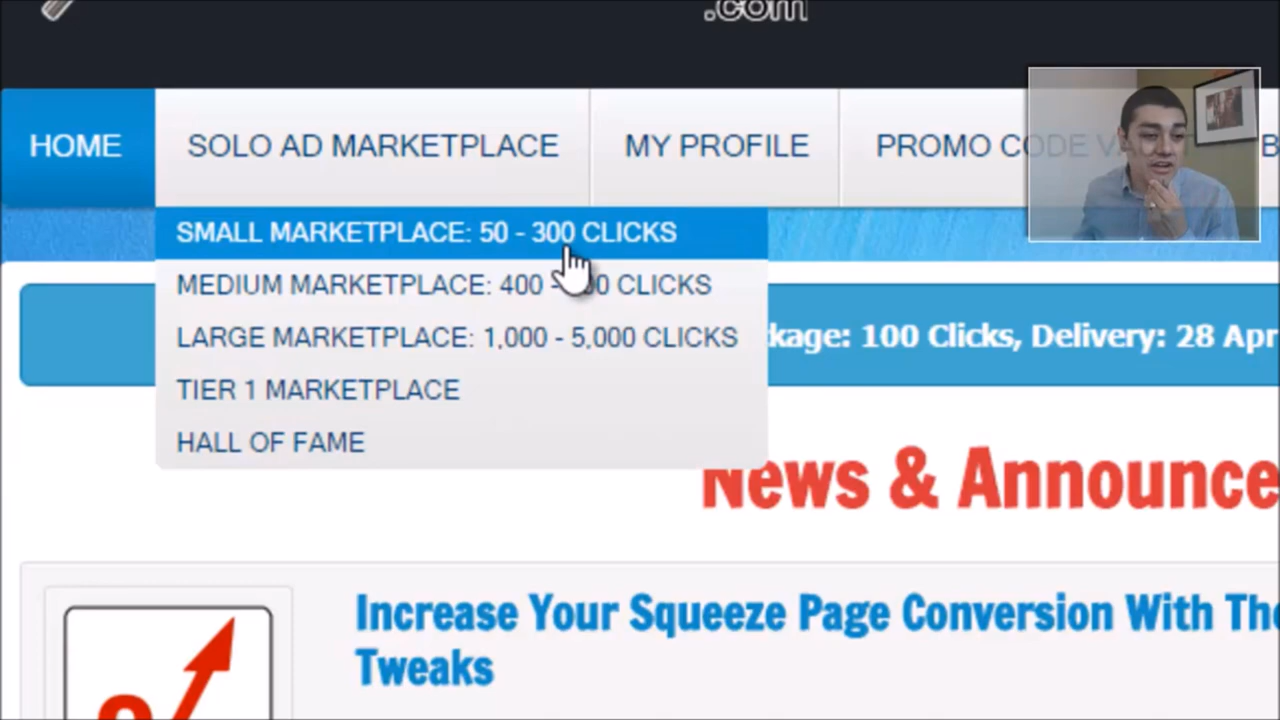 .com
HOME
SOLO AD MARKETPLACE
MY PROFILE
PROMO CODE
SMALL MARKETPLACE: 50 - 300 CLICKS
MEDIUM MARKETPLACE: 400 - CLICKS
LARGE MARKETPLACE: 1,000 - 5,000 CLICKS
TIER 1 MARKETPLACE
HALL OF FAME
kage: 100 Clicks, Delivery: 28 Apr
News & Announce
Increase Your Squeeze Page Conversion With The
Tweaks